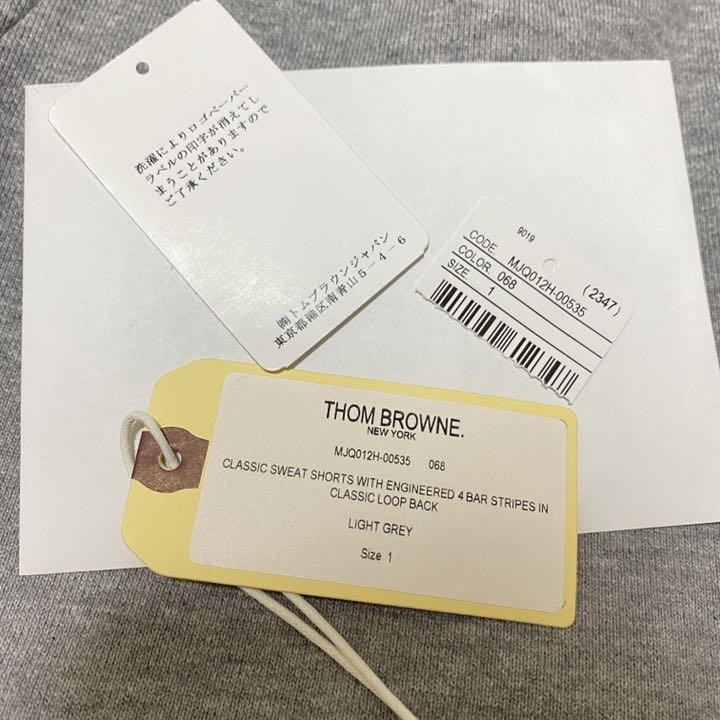 洗濯によりロゴペーパー
ラベルの印字が消えてし
まうことがありますので
ご了承ください。
㈱トムブラウンジャパン
東京都港区南青山5-4-6
9019
CODE. MJQ012H-00535 (2347)
COLOR 068
SIZE. 1
THOM BROWNE.
NEW YORK
MJQ012H-00535 068
CLASSIC SWEAT SHORTS WITH ENGINEERED 4 BAR STRIPES IN
CLASSIC LOOP BACK
LIGHT GREY
Size 1